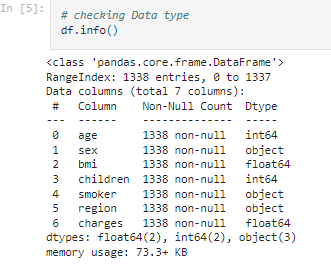 In [5]:
# checking Data type
df.info()
<class 'pandas.core.frame.DataFrame'>
RangeIndex: 1338 entries, 0 to 1337
Data columns (total 7 columns):
 #   Column    Non-Null Count  Dtype
---  ------    --------------  -----
 0   age       1338 non-null   int64
 1   sex       1338 non-null   object
 2   bmi       1338 non-null   float64
 3   children  1338 non-null   int64
 4   smoker    1338 non-null   object
 5   region    1338 non-null   object
 6   charges   1338 non-null   float64
dtypes: float64(2), int64(2), object(3)
memory usage: 73.3+ KB